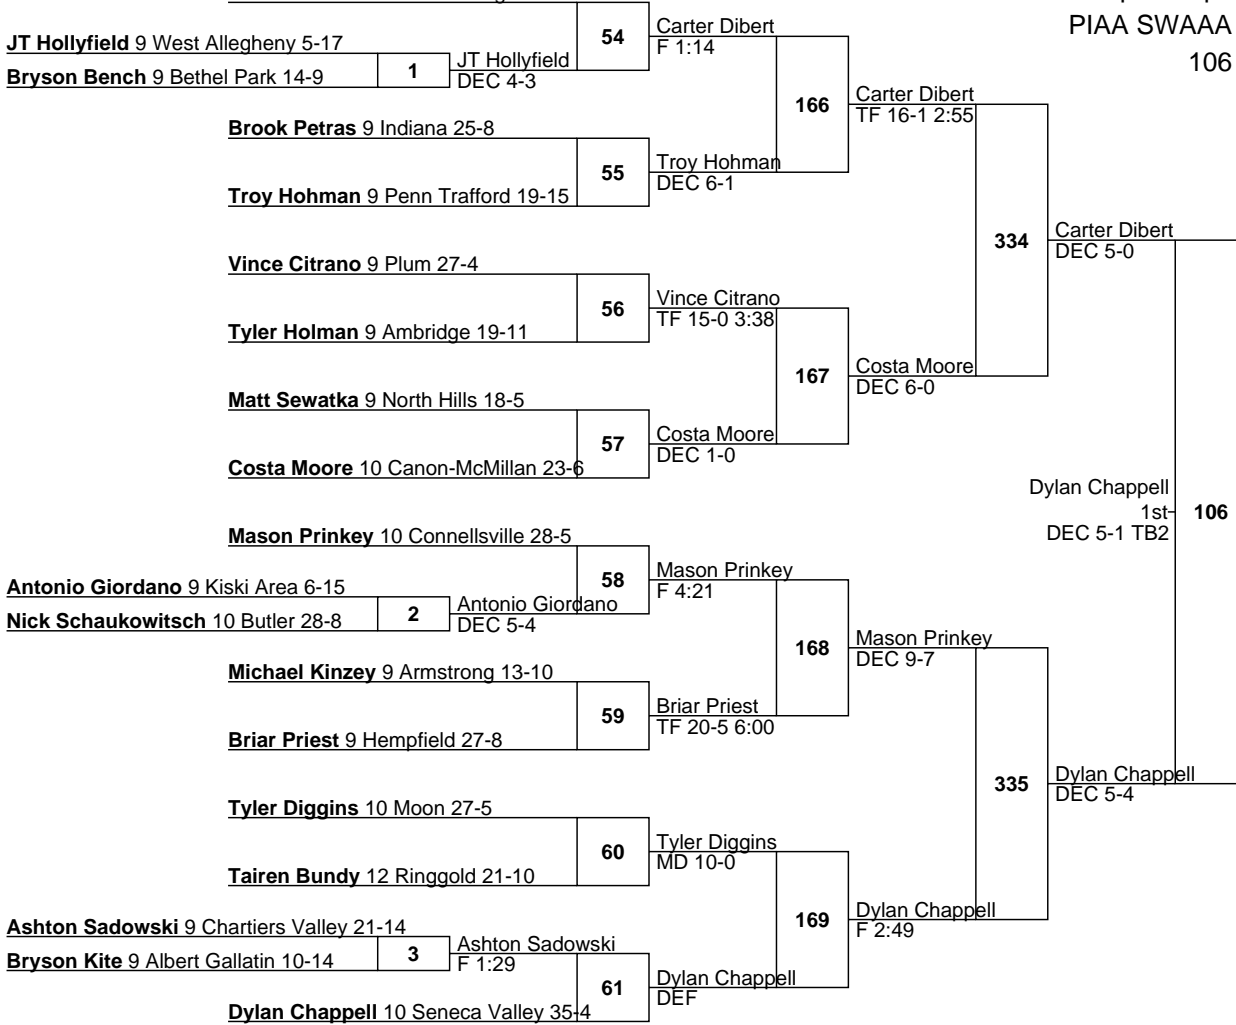 PIAA SWAAA
106
JT Hollyfield 9 West Allegheny 5-17
Bryson Bench 9 Bethel Park 14-9
1
JT Hollyfield
DEC 4-3
54
Carter Dibert
F 1:14
Brook Petras 9 Indiana 25-8
Troy Hohman 9 Penn Trafford 19-15
55
Troy Hohman
DEC 6-1
166
Carter Dibert
TF 16-1 2:55
Vince Citrano 9 Plum 27-4
Tyler Holman 9 Ambridge 19-11
56
Vince Citrano
TF 15-0 3:38
Matt Sewatka 9 North Hills 18-5
Costa Moore 10 Canon-McMillan 23-6
57
Costa Moore
DEC 1-0
167
Costa Moore
DEC 6-0
334
Carter Dibert
DEC 5-0
Mason Prinkey 10 Connellsville 28-5
Antonio Giordano 9 Kiski Area 6-15
Nick Schaukowitsch 10 Butler 28-8
2
Antonio Giordano
DEC 5-4
58
Mason Prinkey
F 4:21
Michael Kinzey 9 Armstrong 13-10
Briar Priest 9 Hempfield 27-8
59
Briar Priest
TF 20-5 6:00
168
Mason Prinkey
DEC 9-7
Tyler Diggins 10 Moon 27-5
Tairen Bundy 12 Ringgold 21-10
60
Tyler Diggins
MD 10-0
Ashton Sadowski 9 Chartiers Valley 21-14
Bryson Kite 9 Albert Gallatin 10-14
3
Ashton Sadowski
F 1:29
Dylan Chappell 10 Seneca Valley 35-4
61
Dylan Chappell
DEF
169
Dylan Chappell
F 2:49
335
Dylan Chappell
DEC 5-4
Dylan Chappell
1st
DEC 5-1 TB2
106